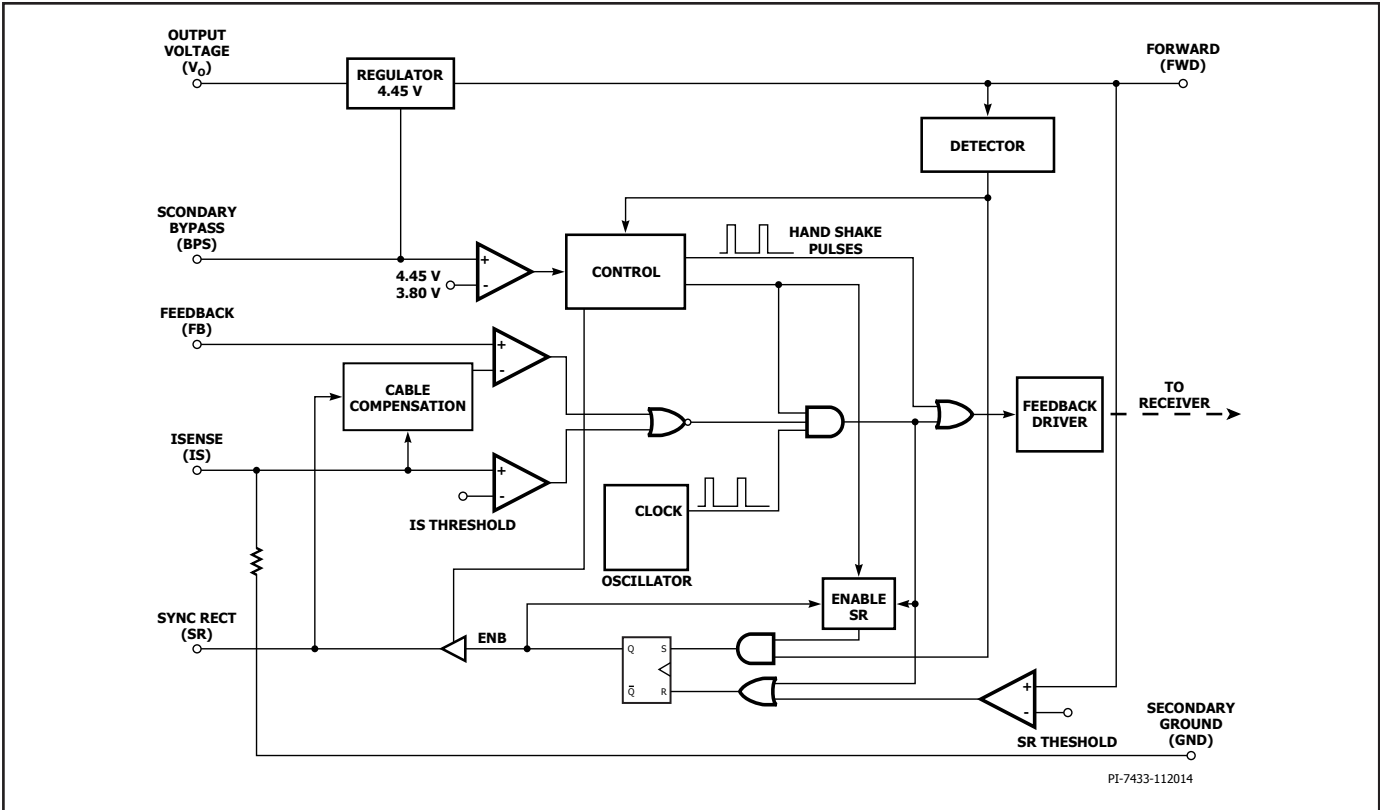 OUTPUT
VOLTAGE
(VO)
REGULATOR
4.45 V
FORWARD
(FWD)
DETECTOR
SCONDARY
BYPASS
(BPS)
+
-
4.45 V
3.80 V
CONTROL
HAND SHAKE
PULSES
FEEDBACK
(FB)
+
-
CABLE
COMPENSATION
FEEDBACK
DRIVER
TO
RECEIVER
ISENSE
(IS)
+
-
IS THRESHOLD
CLOCK
OSCILLATOR
ENABLE
SR
SYNC RECT
(SR)
ENB
Q
S
Q̅
R
+
-
SR THESHOLD
SECONDARY
GROUND
(GND)
PI-7433-112014